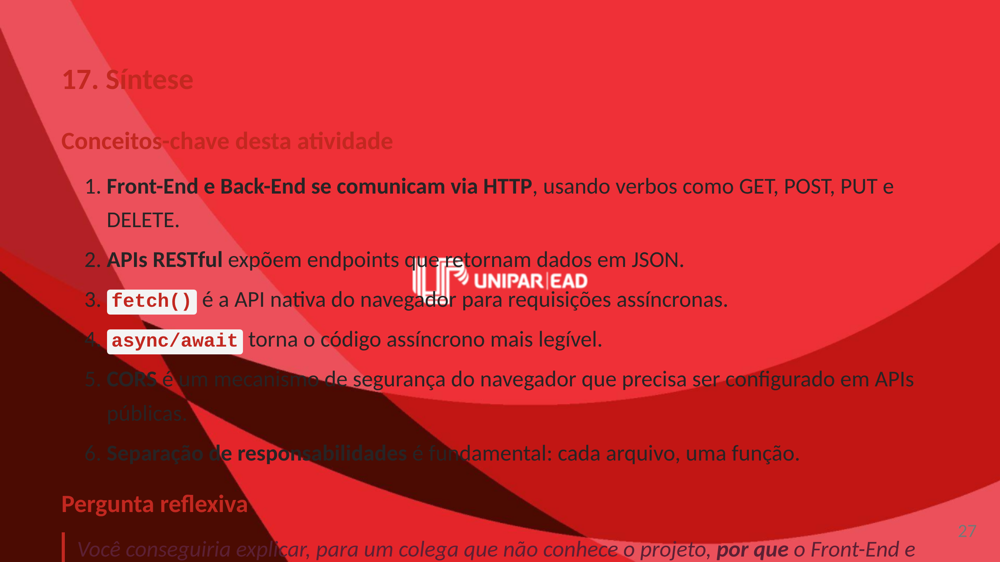 17. Síntese
Conceitos-chave desta atividade
1. Front-End e Back-End se comunicam via HTTP, usando verbos como GET, POST, PUT e
DELETE.
2. APIs RESTful expõem endpoints que retornam dados em JSON.
UNIPAR|EAD
3. fetch() é a API nativa do navegador para requisições assíncronas.
4. async/await torna o código assíncrono mais legível.
5. CORS é um mecanismo de segurança do navegador que precisa ser configurado em APIs
públicas.
6. Separação de responsabilidades é fundamental: cada arquivo, uma função.
Pergunta reflexiva
27
Você conseguiria explicar, para um colega que não conhece o projeto, por que o Front-End e